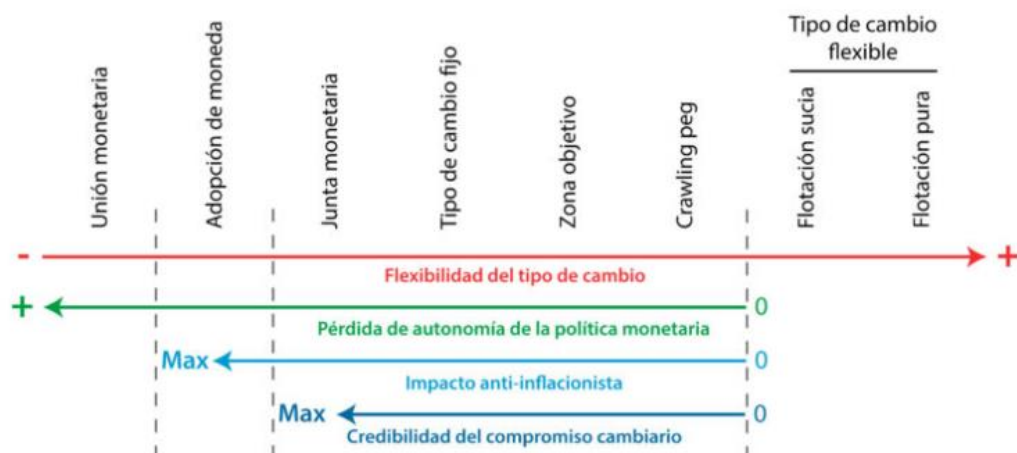 Tipo de cambio
flexible
Unión monetaria
Adopción de moneda
Junta monetaria
Tipo de cambio fijo
Zona objetivo
Crawling peg
Flotación sucia
Flotación pura
- +
Flexibilidad del tipo de cambio
+ 0
Pérdida de autonomía de la política monetaria
Max 0
Impacto anti-inflacionista
Max 0
Credibilidad del compromiso cambiario